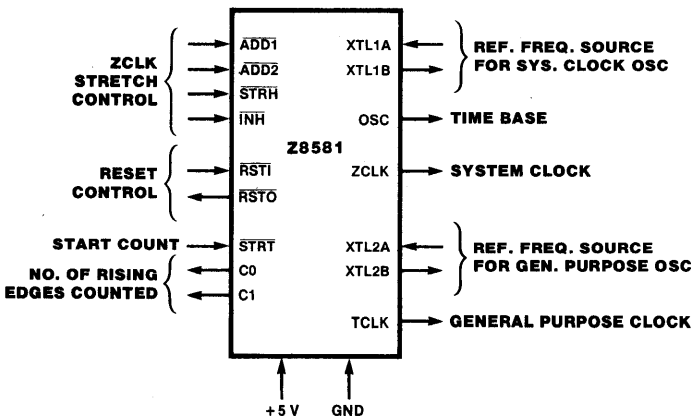 ZCLK
STRETCH
CONTROL
ADD1
ADD2
STRH
INH
RESET
CONTROL
RSTI
RSTO
START COUNT
STRT
NO. OF RISING
EDGES COUNTED
C0
C1
Z8581
XTL1A
XTL1B
REF. FREQ. SOURCE
FOR SYS. CLOCK OSC
OSC
TIME BASE
ZCLK
SYSTEM CLOCK
XTL2A
XTL2B
REF. FREQ. SOURCE
FOR GEN. PURPOSE OSC
TCLK
GENERAL PURPOSE CLOCK
+5 V
GND